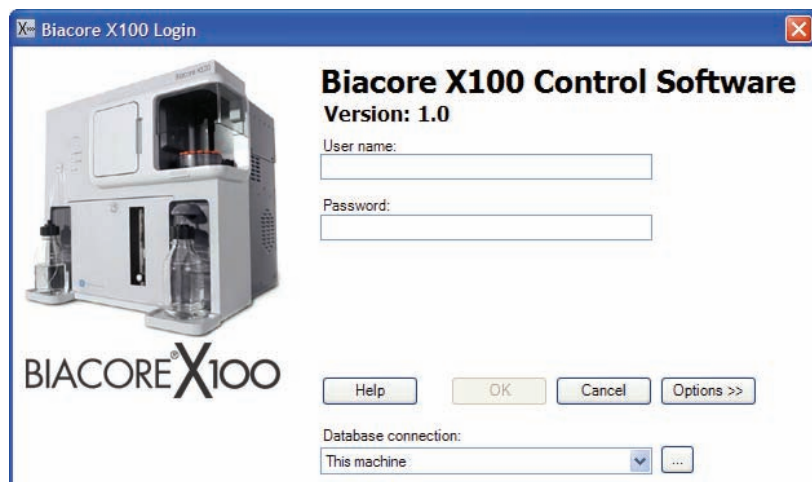 Biacore X100 Login
Biacore X100 Control Software
Version: 1.0
User name:
Password:
BIACORE®X100
Help
OK
Cancel
Options >>
Database connection:
This machine
...